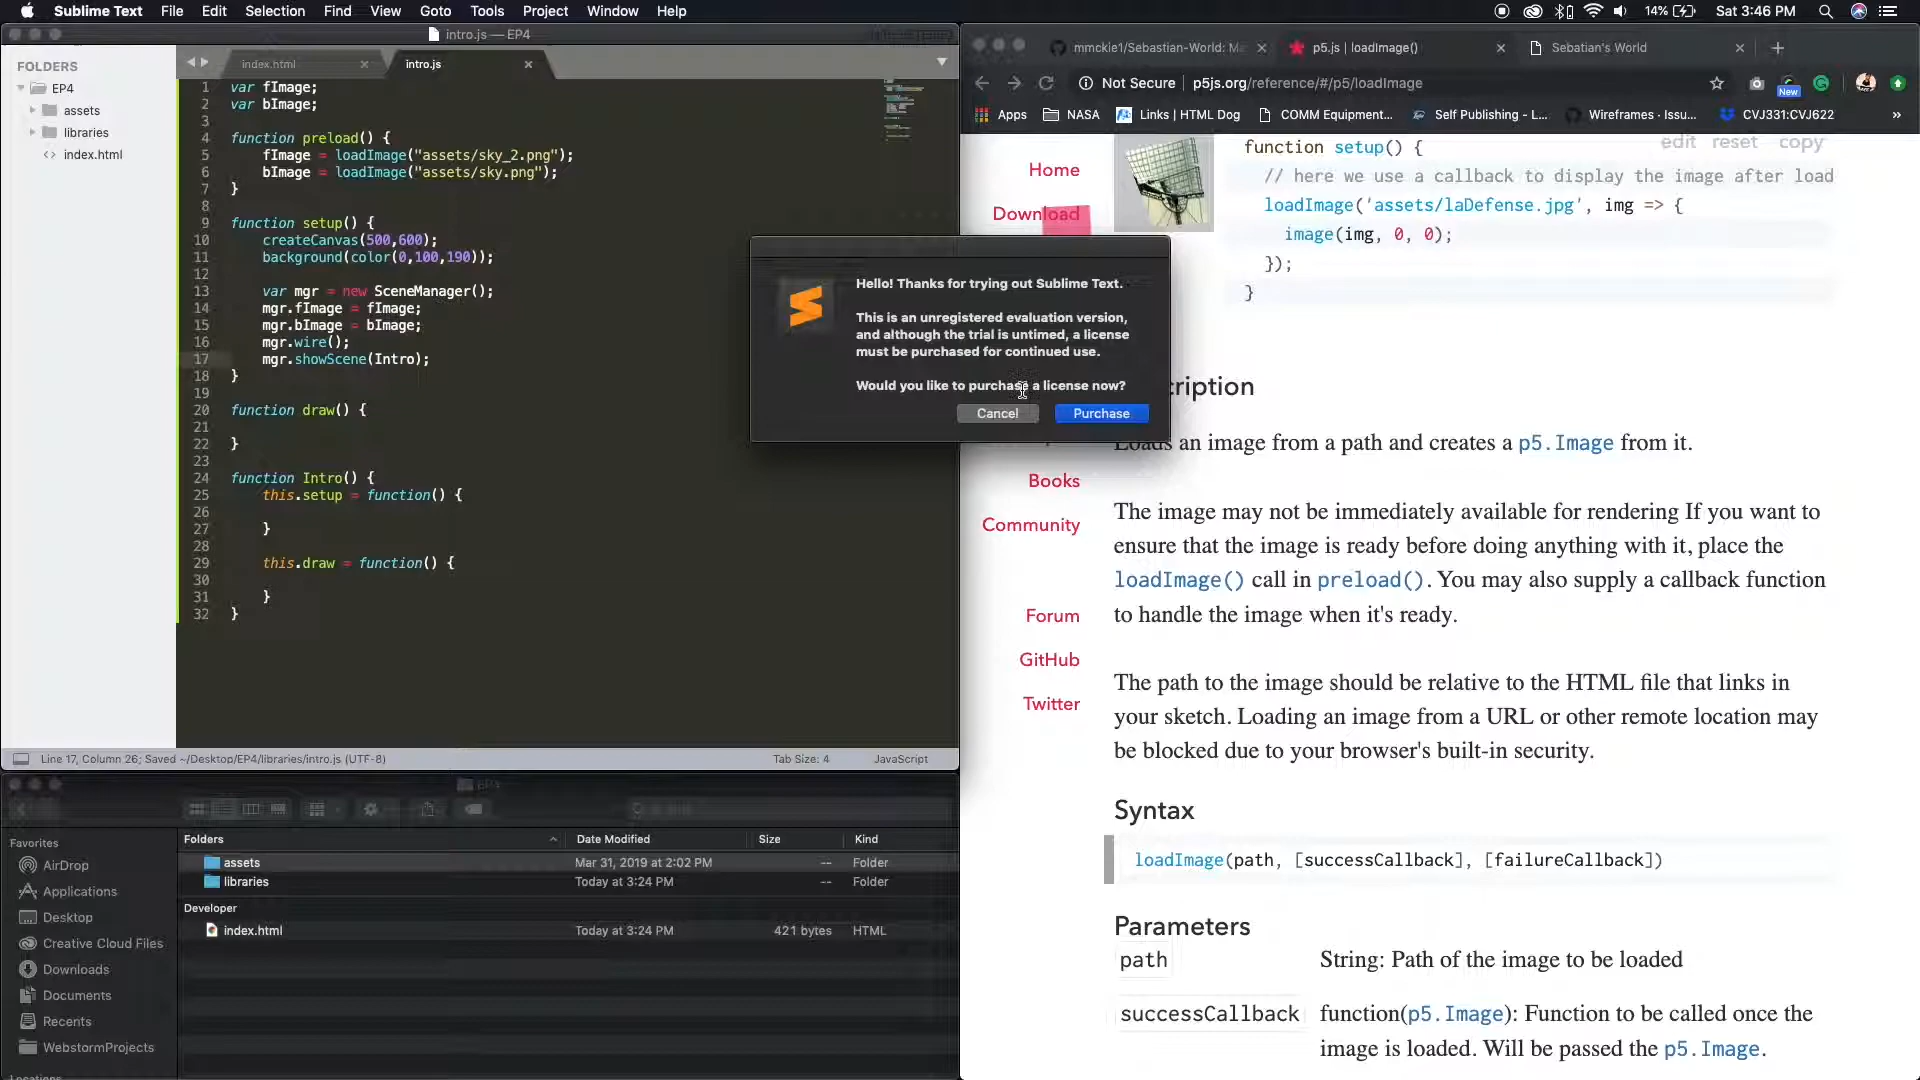 Sublime Text File Edit Selection Find View Goto Tools Project Window Help
14% Sat 3:46 PM
intro.js — EP4
FOLDERS
EP4
assets
libraries
index.html
index.html
intro.js
1 var fImage;
2 var bImage;
3
4 function preload() {
5 fImage = loadImage("assets/sky_2.png");
6 bImage = loadImage("assets/sky.png");
7 }
8
9 function setup() {
10 createCanvas(500,600);
11 background(color(0,100,190));
12
13 var mgr = new SceneManager();
14 mgr.fImage = fImage;
15 mgr.bImage = bImage;
16 mgr.wire();
17 mgr.showScene(Intro);
18 }
19
20 function draw() {
21
22 }
23
24 function Intro() {
25 this.setup = function() {
26
27 }
28
29 this.draw = function() {
30
31 }
32 }
Line 17, Column 26; Saved ~/Desktop/EP4/libraries/intro.js (UTF-8)
Tab Size: 4
JavaScript
Hello! Thanks for trying out Sublime Text.
This is an unregistered evaluation version,
and although the trial is untimed, a license
must be purchased for continued use.
Would you like to purchase a license now?
Cancel
Purchase
Folders Date Modified Size Kind
assets Mar 31, 2019 at 2:02 PM -- Folder
libraries Today at 3:24 PM -- Folder
Developer
index.html Today at 3:24 PM 421 bytes HTML
Favorites
AirDrop
Applications
Desktop
Creative Cloud Files
Downloads
Documents
Recents
WebstormProjects
Locations
mmckie1/Sebastian-World: Ma
p5.js | loadImage()
Sebatian's World
Not Secure | p5js.org/reference/#/p5/loadImage
New
Apps
NASA
Links | HTML Dog
COMM Equipment...
Self Publishing - L...
Wireframes · Issu...
CVJ331:CVJ622
»
Home
Download
Books
Community
Forum
GitHub
Twitter
edit reset copy
function setup() {
// here we use a callback to display the image after load
loadImage('assets/laDefense.jpg', img => {
image(img, 0, 0);
});
}
cription
Loads an image from a path and creates a p5.Image from it.
The image may not be immediately available for rendering If you want to
ensure that the image is ready before doing anything with it, place the
loadImage() call in preload(). You may also supply a callback function
to handle the image when it's ready.
The path to the image should be relative to the HTML file that links in
your sketch. Loading an image from a URL or other remote location may
be blocked due to your browser's built-in security.
Syntax
loadImage(path, [successCallback], [failureCallback])
Parameters
path String: Path of the image to be loaded
successCallback function(p5.Image): Function to be called once the
image is loaded. Will be passed the p5.Image.